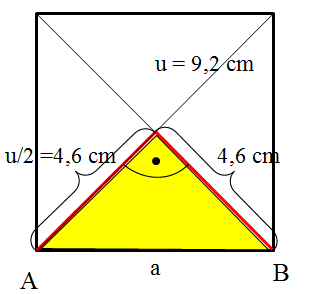 u = 9,2 cm
u/2 =4,6 cm
4,6 cm
A
a
B